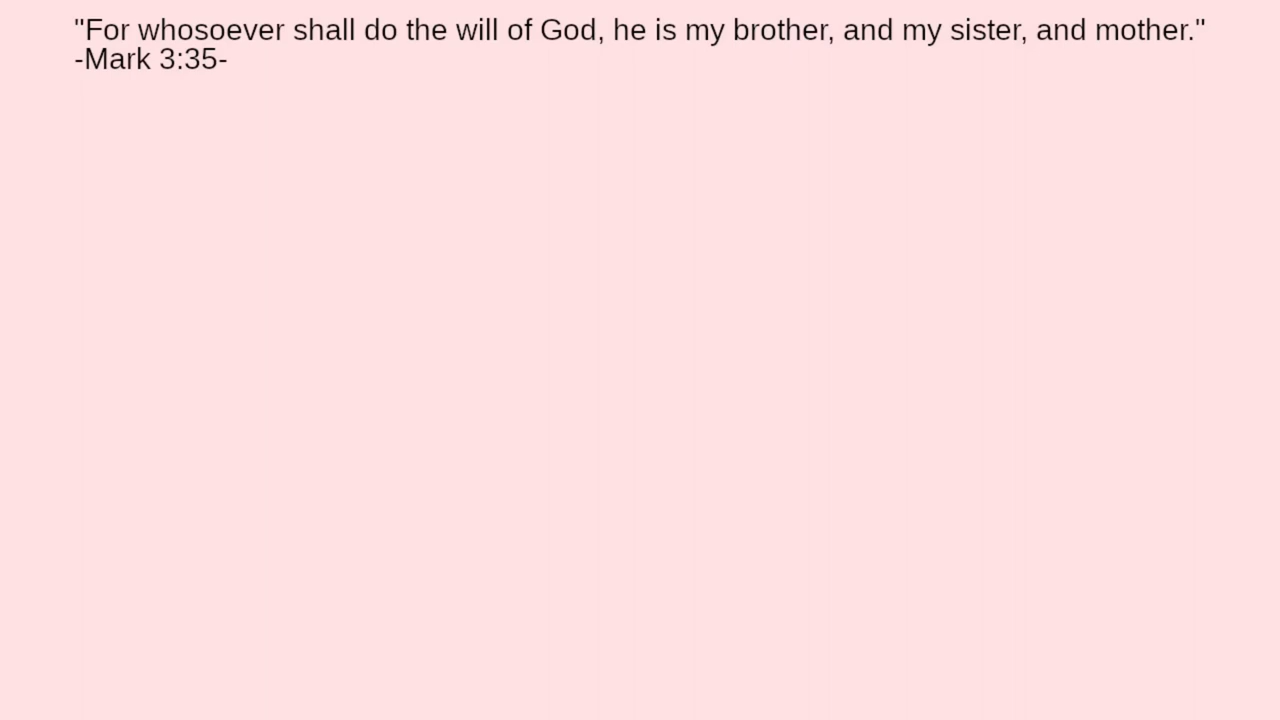 "For whosoever shall do the will of God, he is my brother, and my sister, and mother."
-Mark 3:35-